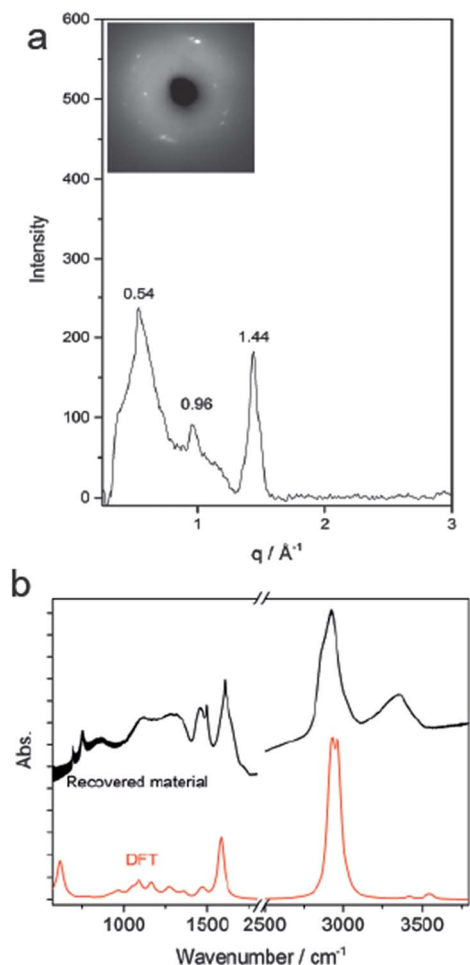 a
600
500
400
300
200
100
0
Intensity
0.54
0.96
1.44
1
2
3
q / Å⁻¹
b
Abs.
Recovered material
DFT
1000
1500
2500
3000
3500
Wavenumber / cm⁻¹